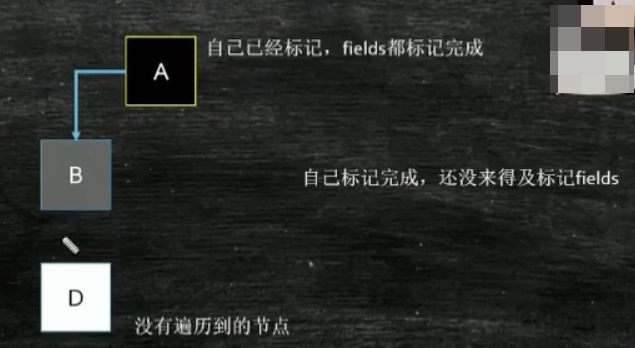 A
自己已经标记，fields都标记完成
B
自己标记完成，还没来得及标记fields
D
没有遍历到的节点